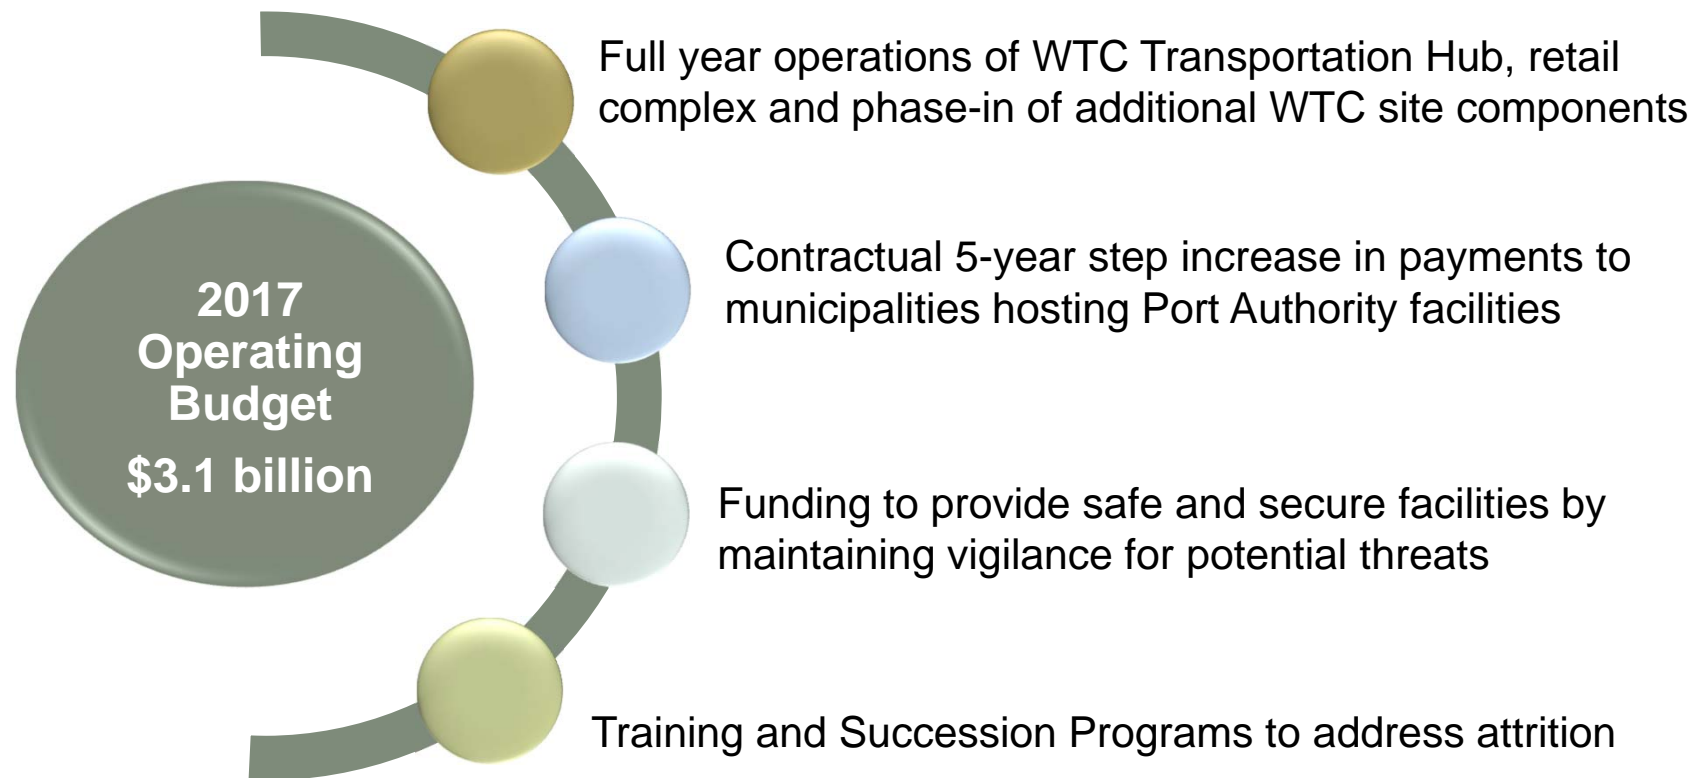 Full year operations of WTC Transportation Hub, retail
complex and phase-in of additional WTC site components
Contractual 5-year step increase in payments to
municipalities hosting Port Authority facilities
2017
Operating
Budget
$3.1 billion
Funding to provide safe and secure facilities by
maintaining vigilance for potential threats
Training and Succession Programs to address attrition